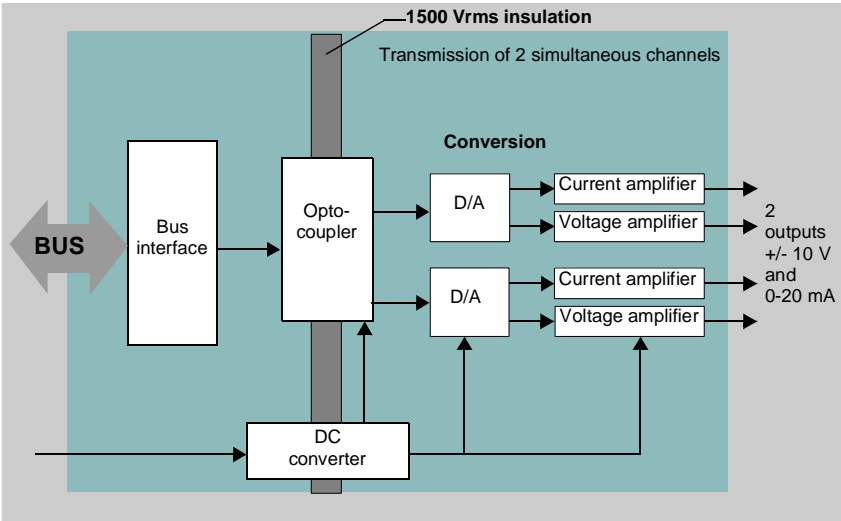 1500 Vrms insulation
Transmission of 2 simultaneous channels
Conversion
BUS
Bus
interface
Opto-
coupler
D/A
Current amplifier
Voltage amplifier
D/A
Current amplifier
Voltage amplifier
2
outputs
+/- 10 V
and
0-20 mA
DC
converter